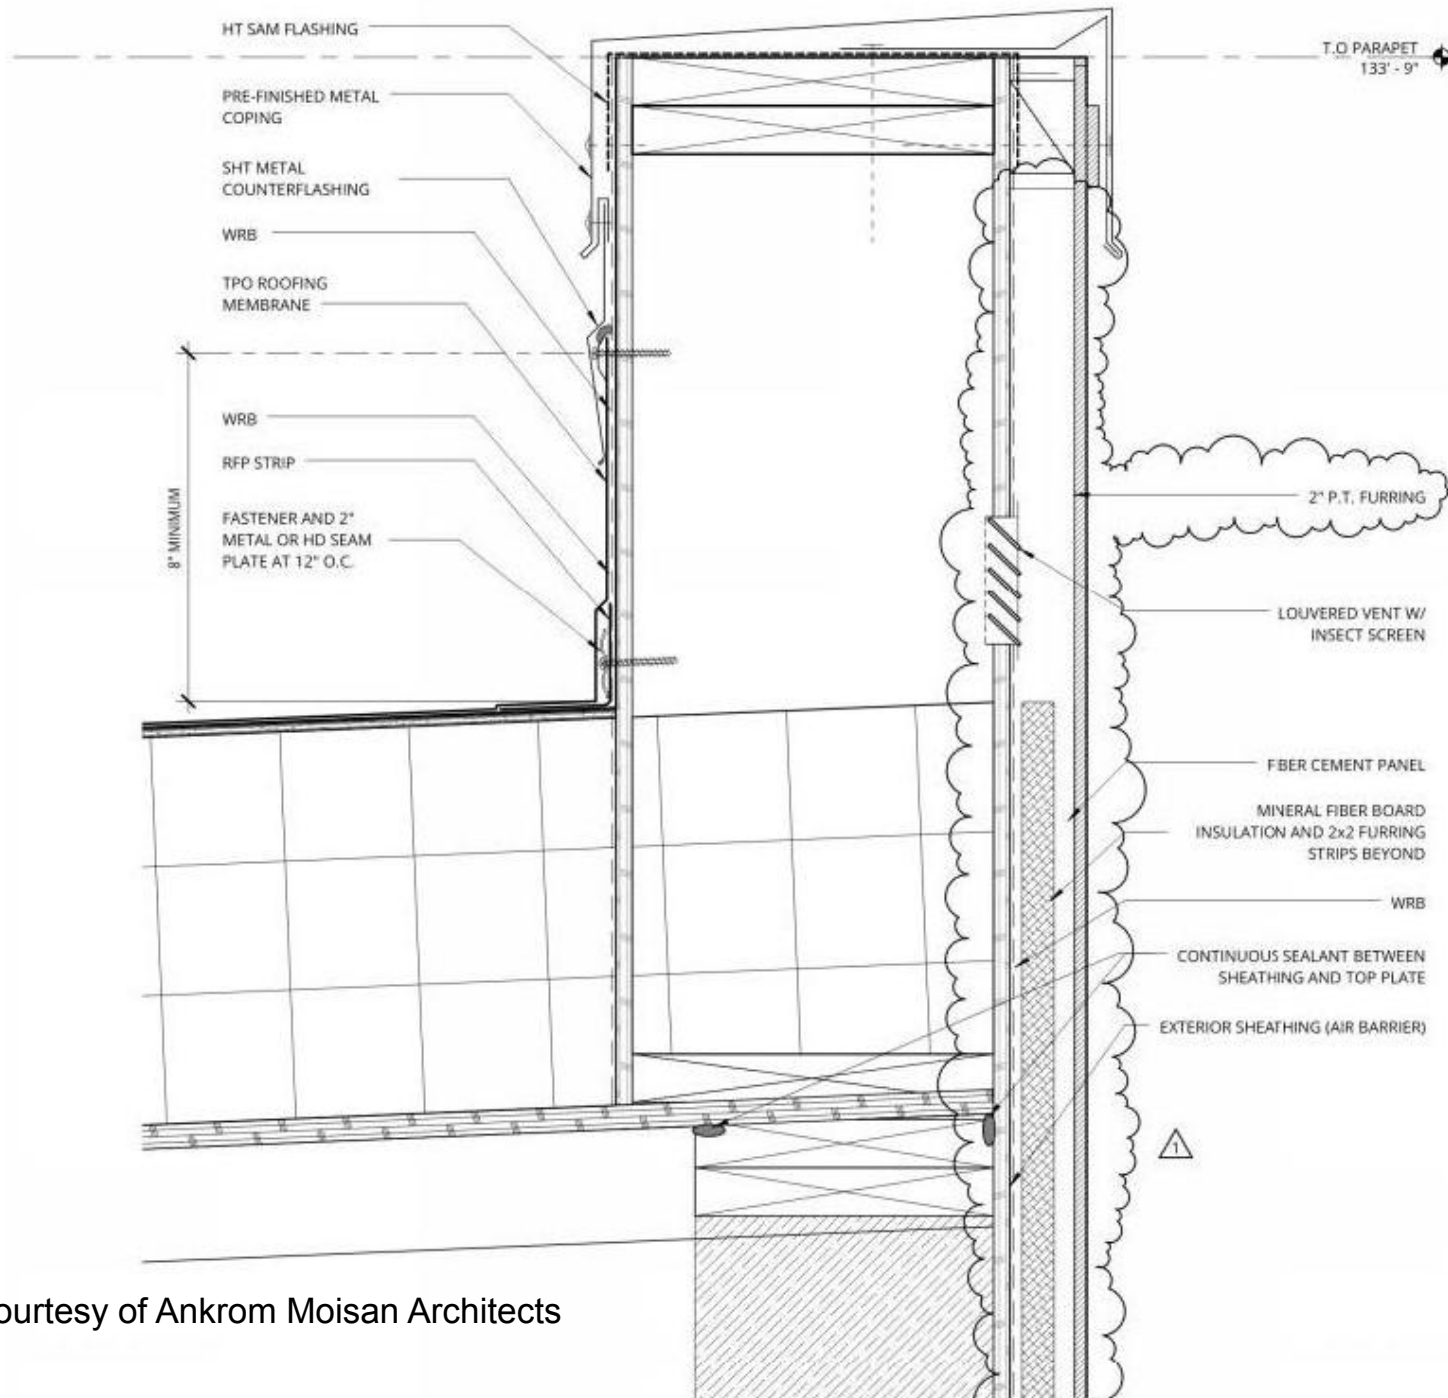 HT SAM FLASHING
PRE-FINISHED METAL
COPING
SHT METAL
COUNTERFLASHING
WRB
TPO ROOFING
MEMBRANE
WRB
RFP STRIP
FASTENER AND 2"
METAL OR HD SEAM
PLATE AT 12" O.C.
8" MINIMUM
T.O PARAPET
133' - 9"
2" P.T. FURRING
LOUVERED VENT W/
INSECT SCREEN
F BER CEMENT PANEL
MINERAL FIBER BOARD
INSULATION AND 2x2 FURRING
STRIPS BEYOND
WRB
CONTINUOUS SEALANT BETWEEN
SHEATHING AND TOP PLATE
EXTERIOR SHEATHING (AIR BARRIER)
1
ourtesy of Ankrom Moisan Architects